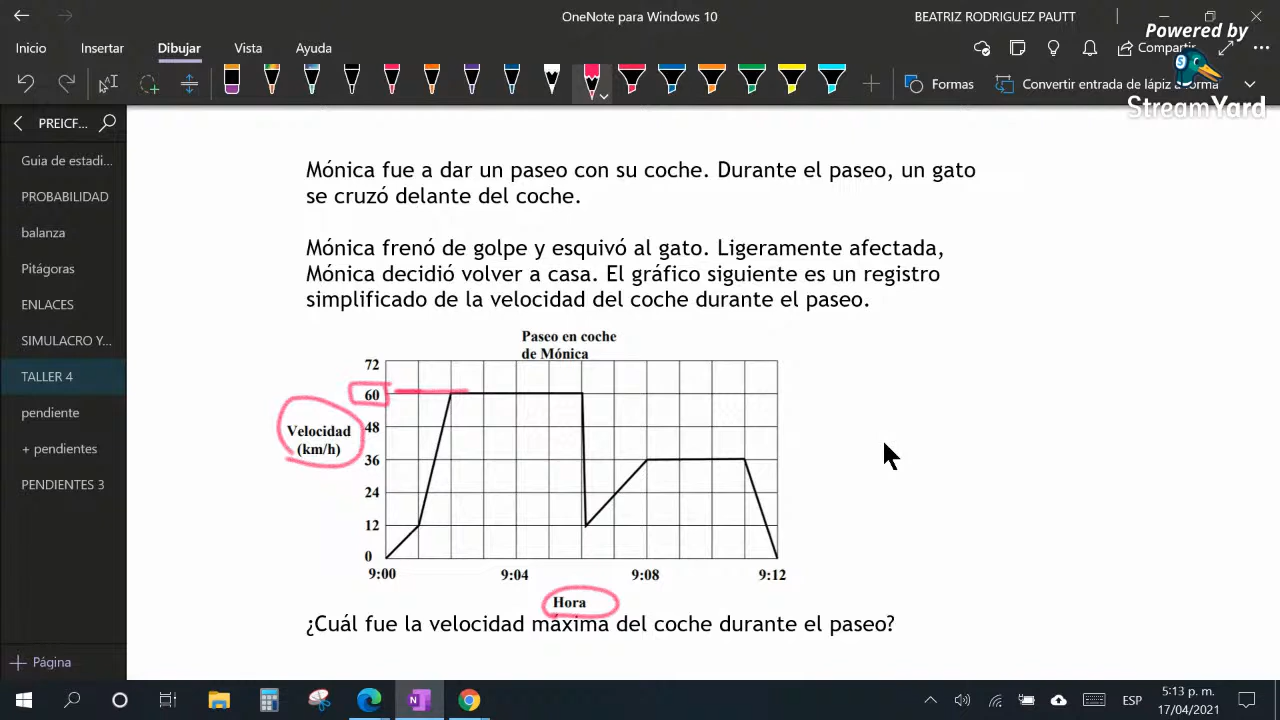 OneNote para Windows 10
BEATRIZ RODRIGUEZ PAUTT
Powered by
StreamYard
Inicio
Insertar
Dibujar
Vista
Ayuda
Compartir
Formas
PREICF...
Guia de estadi...
PROBABILIDAD
balanza
Pitágoras
ENLACES
SIMULACRO Y...
TALLER 4
pendiente
+ pendientes
PENDIENTES 3
Página
Mónica fue a dar un paseo con su coche. Durante el paseo, un gato
se cruzó delante del coche.
Mónica frenó de golpe y esquivó al gato. Ligeramente afectada,
Mónica decidió volver a casa. El gráfico siguiente es un registro
simplificado de la velocidad del coche durante el paseo.
Paseo en coche
de Mónica
72
60
48
36
24
12
0
Velocidad
(km/h)
9:00
9:04
9:08
9:12
Hora
¿Cuál fue la velocidad máxima del coche durante el paseo?
ESP
5:13 p. m.
17/04/2021